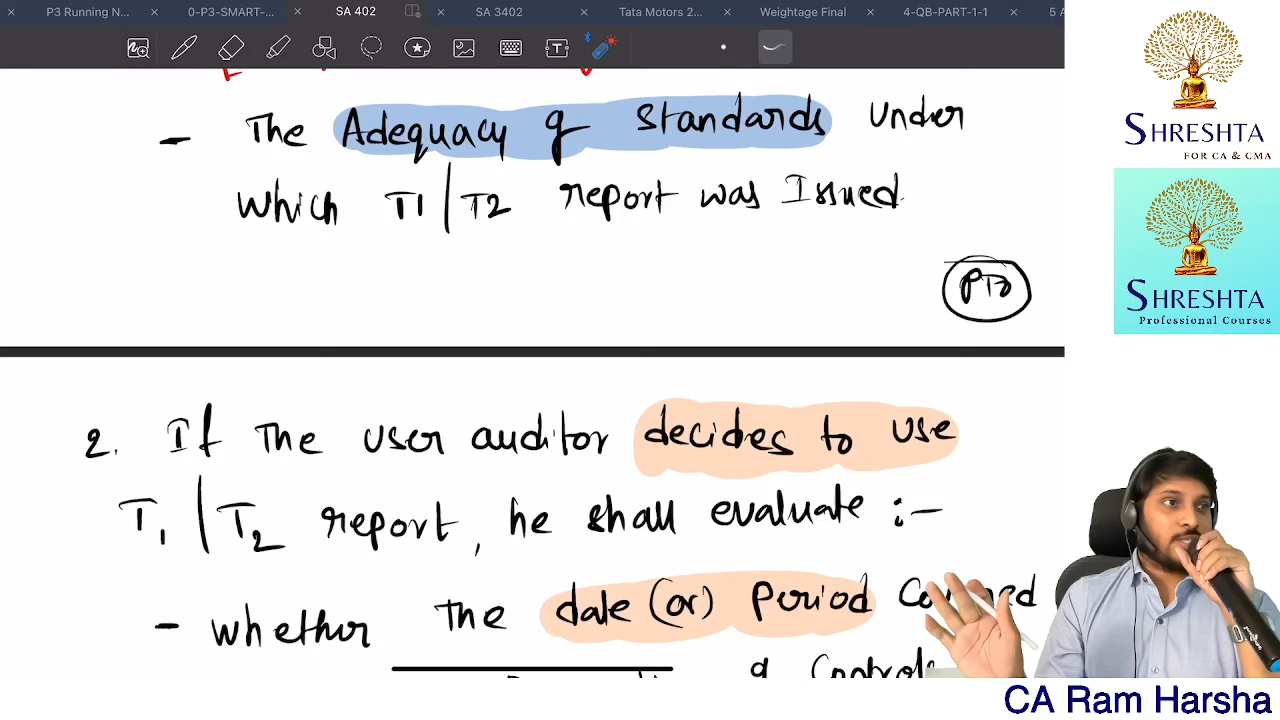 P3 Running N...
0-P3-SMART-...
SA 402
SA 3402
Tata Motors 2...
Weightage Final
4-QB-PART-1-1
5 A
- The Adequacy of Standards Under
which T1 | T2 report was Issued.
PTO
2. If the user auditor decides to use
T1 | T2 report, he shall evaluate :-
- whether the date (or) Period
of Controls
SHRESHTA
FOR CA & CMA
SHRESHTA
Professional Courses
CA Ram Harsha